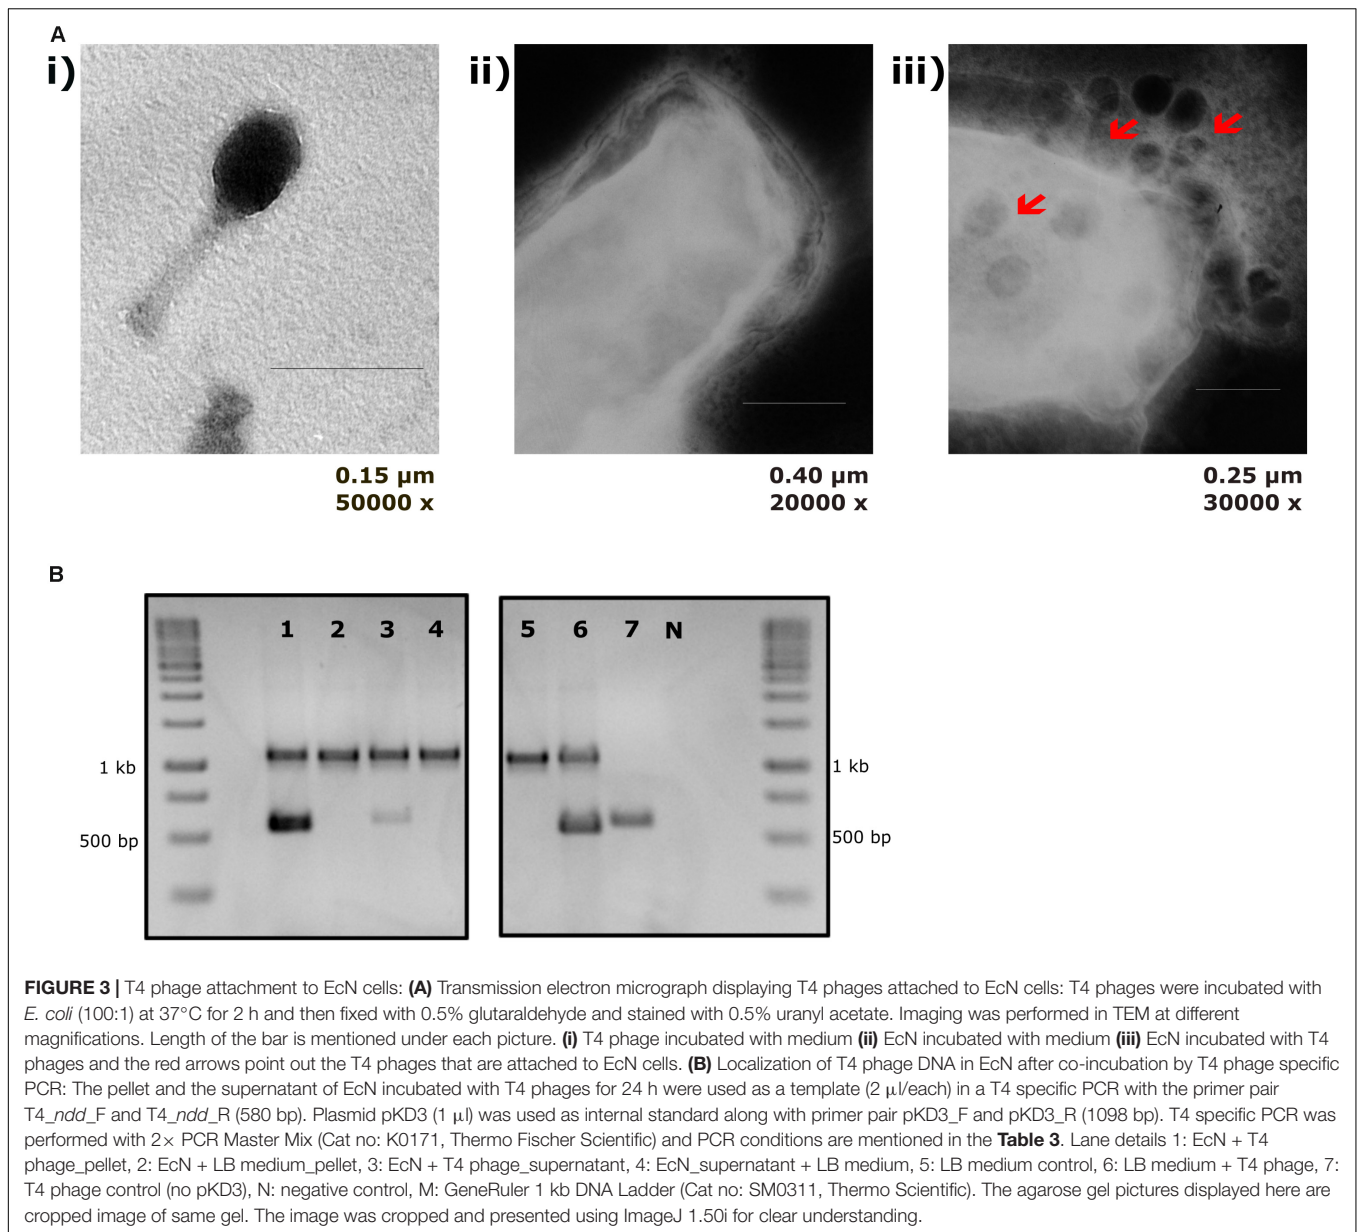 A
i)
ii)
iii)
0.15 µm
50000 x
0.40 µm
20000 x
0.25 µm
30000 x
B
1 2 3 4
5 6 7 N
1 kb
500 bp
1 kb
500 bp
FIGURE 3 | T4 phage attachment to EcN cells: (A) Transmission electron micrograph displaying T4 phages attached to EcN cells: T4 phages were incubated with
E. coli (100:1) at 37°C for 2 h and then fixed with 0.5% glutaraldehyde and stained with 0.5% uranyl acetate. Imaging was performed in TEM at different
magnifications. Length of the bar is mentioned under each picture. (i) T4 phage incubated with medium (ii) EcN incubated with medium (iii) EcN incubated with T4
phages and the red arrows point out the T4 phages that are attached to EcN cells. (B) Localization of T4 phage DNA in EcN after co-incubation by T4 phage specific
PCR: The pellet and the supernatant of EcN incubated with T4 phages for 24 h were used as a template (2 µl/each) in a T4 specific PCR with the primer pair
T4_ndd_F and T4_ndd_R (580 bp). Plasmid pKD3 (1 µl) was used as internal standard along with primer pair pKD3_F and pKD3_R (1098 bp). T4 specific PCR was
performed with 2× PCR Master Mix (Cat no: K0171, Thermo Fischer Scientific) and PCR conditions are mentioned in the Table 3. Lane details 1: EcN + T4
phage_pellet, 2: EcN + LB medium_pellet, 3: EcN + T4 phage_supernatant, 4: EcN_supernatant + LB medium, 5: LB medium control, 6: LB medium + T4 phage, 7:
T4 phage control (no pKD3), N: negative control, M: GeneRuler 1 kb DNA Ladder (Cat no: SM0311, Thermo Scientific). The agarose gel pictures displayed here are
cropped image of same gel. The image was cropped and presented using ImageJ 1.50i for clear understanding.